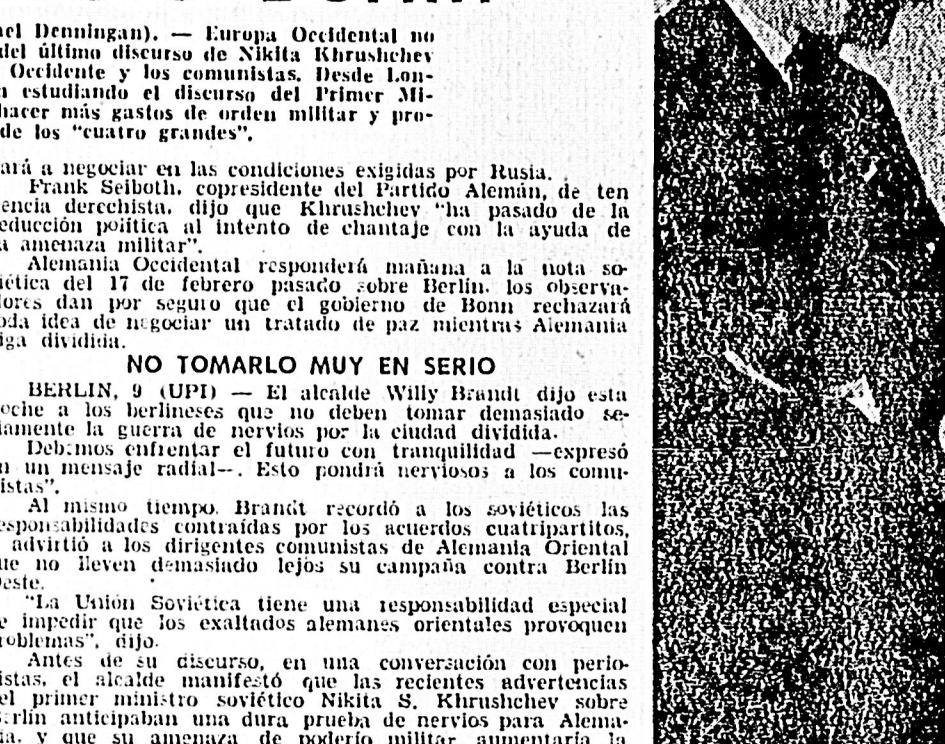 el Denningan). — Europa Occidental no
del último discurso de Nikita Khrushchev
Occidente y los comunistas. Desde Lon-
n estudiando el discurso del Primer Mi-
hacer más gastos de orden militar y pro-
de los "cuatro grandes".
ará a negociar en las condiciones exigidas por Rusia.
Frank Seiboth, copresidente del Partido Alemán, de ten
encia derechista, dijo que Khrushchev "ha pasado de la
educción política al intento de chantaje con la ayuda de
a amenaza militar".
Alemania Occidental responderá mañana a la nota so-
iética del 17 de febrero pasado sobre Berlín, los observa-
ores dan por seguro que el gobierno de Bonn rechazará
oda idea de negociar un tratado de paz mientras Alemania
iga dividida.
NO TOMARLO MUY EN SERIO
BERLIN, 9 (UPI) — El alcalde Willy Brandt dijo esta
oche a los berlineses que no deben tomar demasiado se-
iamente la guerra de nervios por la ciudad dividida.
Debemos enfrentar el futuro con tranquilidad —expresó
n un mensaje radial—. Esto pondrá nerviosos a los comu-
istas".
Al mismo tiempo, Brandt recordó a los soviéticos las
esponsabilidades contraídas por los acuerdos cuatripartitos,
advirtió a los dirigentes comunistas de Alemania Oriental
ue no lleven demasiado lejos su campaña contra Berlín
este.
"La Unión Soviética tiene una responsabilidad especial
e impedir que los exaltados alemanes orientales provoquen
roblemas", dijo.
Antes de su discurso, en una conversación con perio-
istas, el alcalde manifestó que las recientes advertencias
el primer ministro soviético Nikita S. Khrushchev sobre
erlín anticipaban una dura prueba de nervios para Alema-
ia, y que su amenaza de poderío militar aumentaría la